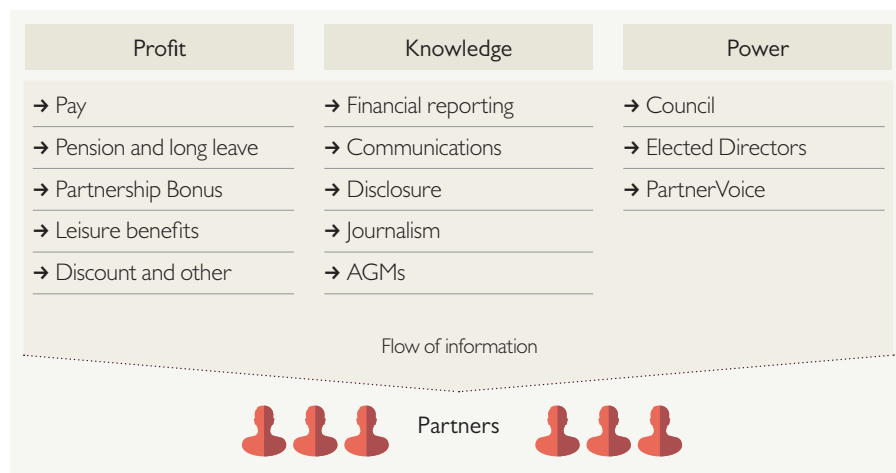 Profit
Knowledge
Power
→ Pay
→ Pension and long leave
→ Partnership Bonus
→ Leisure benefits
→ Discount and other
→ Financial reporting
→ Communications
→ Disclosure
→ Journalism
→ AGMs
→ Council
→ Elected Directors
→ PartnerVoice
Flow of information
Partners